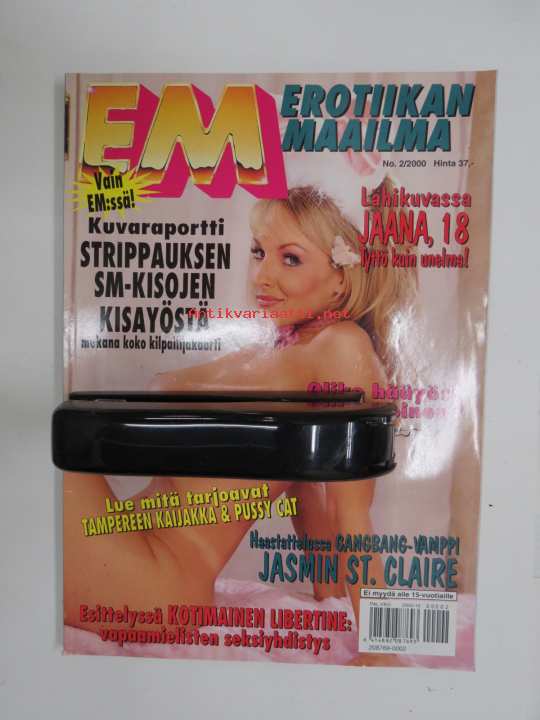 EM
EROTIIKAN
MAAILMA
No. 2/2000 Hinta 37,-
Vain
EM:ssä!
Kuvaraportti
STRIPPAUKSEN
SM-KISOJEN
KISAYÖSTÄ
mukana koko kilpailijakaarti
Lähikuvassa
JAANA, 18
Tyttö kuin unelma!
Antikvariaatti.net
Lue mitä tarjoavat
TAMPEREEN KAIJAKKA & PUSSY CAT
Haastattelussa GANGBANG-VAMPPI
JASMIN ST. CLAIRE
Ei myydä alle 15-vuotiaille
Esittelyssä KOTIMAINEN LIBERTINE:
vapaamielisten seksiyhdistys
208769-0002